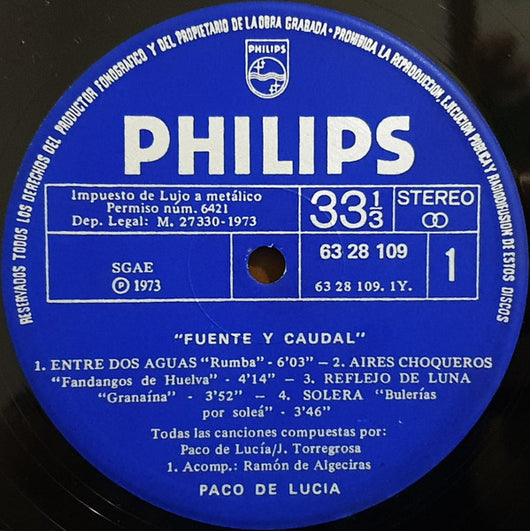 RESERVADOS TODOS LOS DERECHOS DEL PRODUCTOR FONOGRAFICO Y DEL PROPIETARIO DE LA OBRA GRABADA · PROHIBIDA LA REPRODUCCION, EJECUCION PUBLICA Y RADIODIFUSION DE ESTOS DISCOS
PHILIPS
PHILIPS
Impuesto de Lujo a metálico
Permiso núm. 6421
Dep. Legal: M. 27330-1973
33 1/3
STEREO
SGAE
Ⓟ 1973
63 28 109
63 28 109. 1Y.
1
"FUENTE Y CAUDAL"
1. ENTRE DOS AGUAS "Rumba" - 6'03" — 2. AIRES CHOQUEROS
"Fandangos de Huelva" - 4'14" — 3. REFLEJO DE LUNA
"Granaína" - 3'52" — 4. SOLERA "Bulerías
por soleá" - 3'46"
Todas las canciones compuestas por:
Paco de Lucía/J. Torregrosa
1. Acomp.: Ramón de Algeciras
PACO DE LUCIA